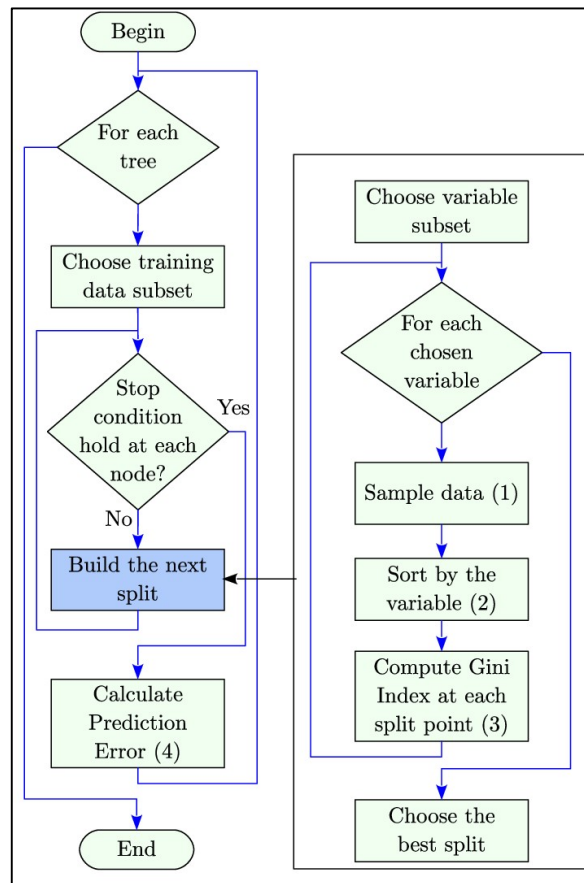 Begin
For each
tree
Choose training
data subset
Stop
condition
hold at each
node?
Yes
No
Build the next
split
Calculate
Prediction
Error (4)
End
Choose variable
subset
For each
chosen
variable
Sample data (1)
Sort by the
variable (2)
Compute Gini
Index at each
split point (3)
Choose the
best split